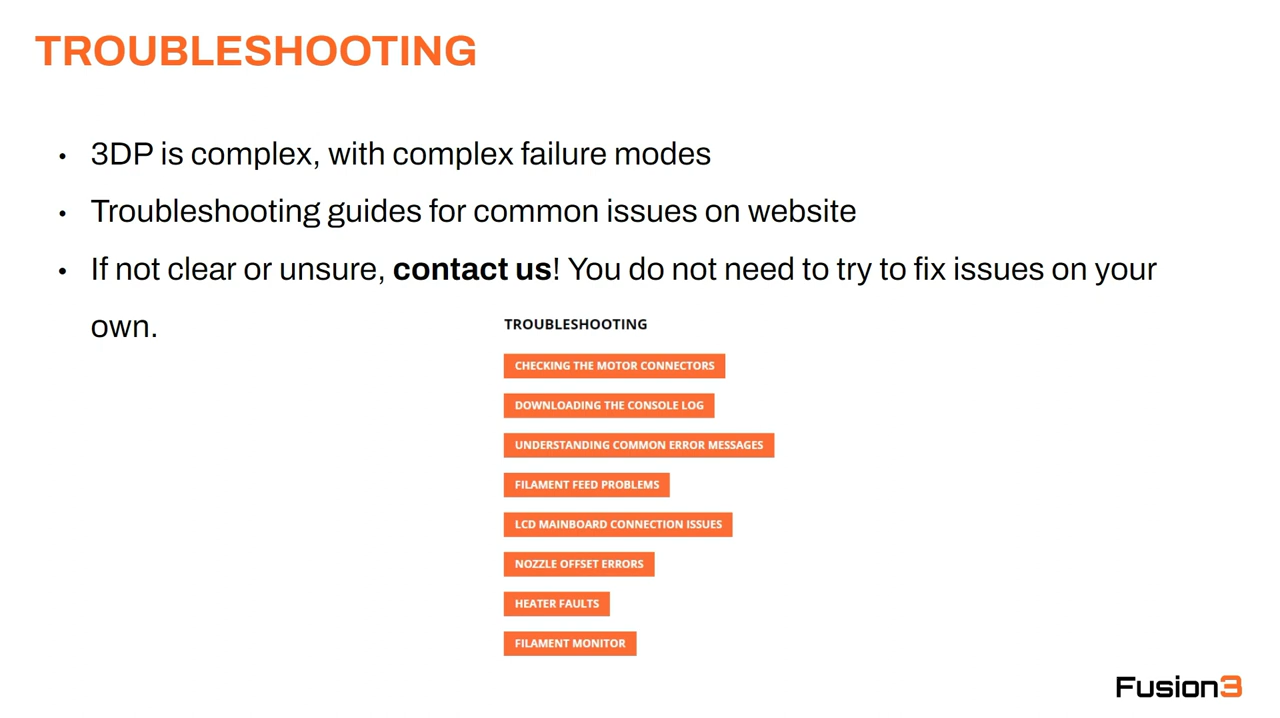 TROUBLESHOOTING
• 3DP is complex, with complex failure modes
• Troubleshooting guides for common issues on website
• If not clear or unsure, contact us! You do not need to try to fix issues on your
own.
TROUBLESHOOTING
CHECKING THE MOTOR CONNECTORS
DOWNLOADING THE CONSOLE LOG
UNDERSTANDING COMMON ERROR MESSAGES
FILAMENT FEED PROBLEMS
LCD MAINBOARD CONNECTION ISSUES
NOZZLE OFFSET ERRORS
HEATER FAULTS
FILAMENT MONITOR
Fusion3